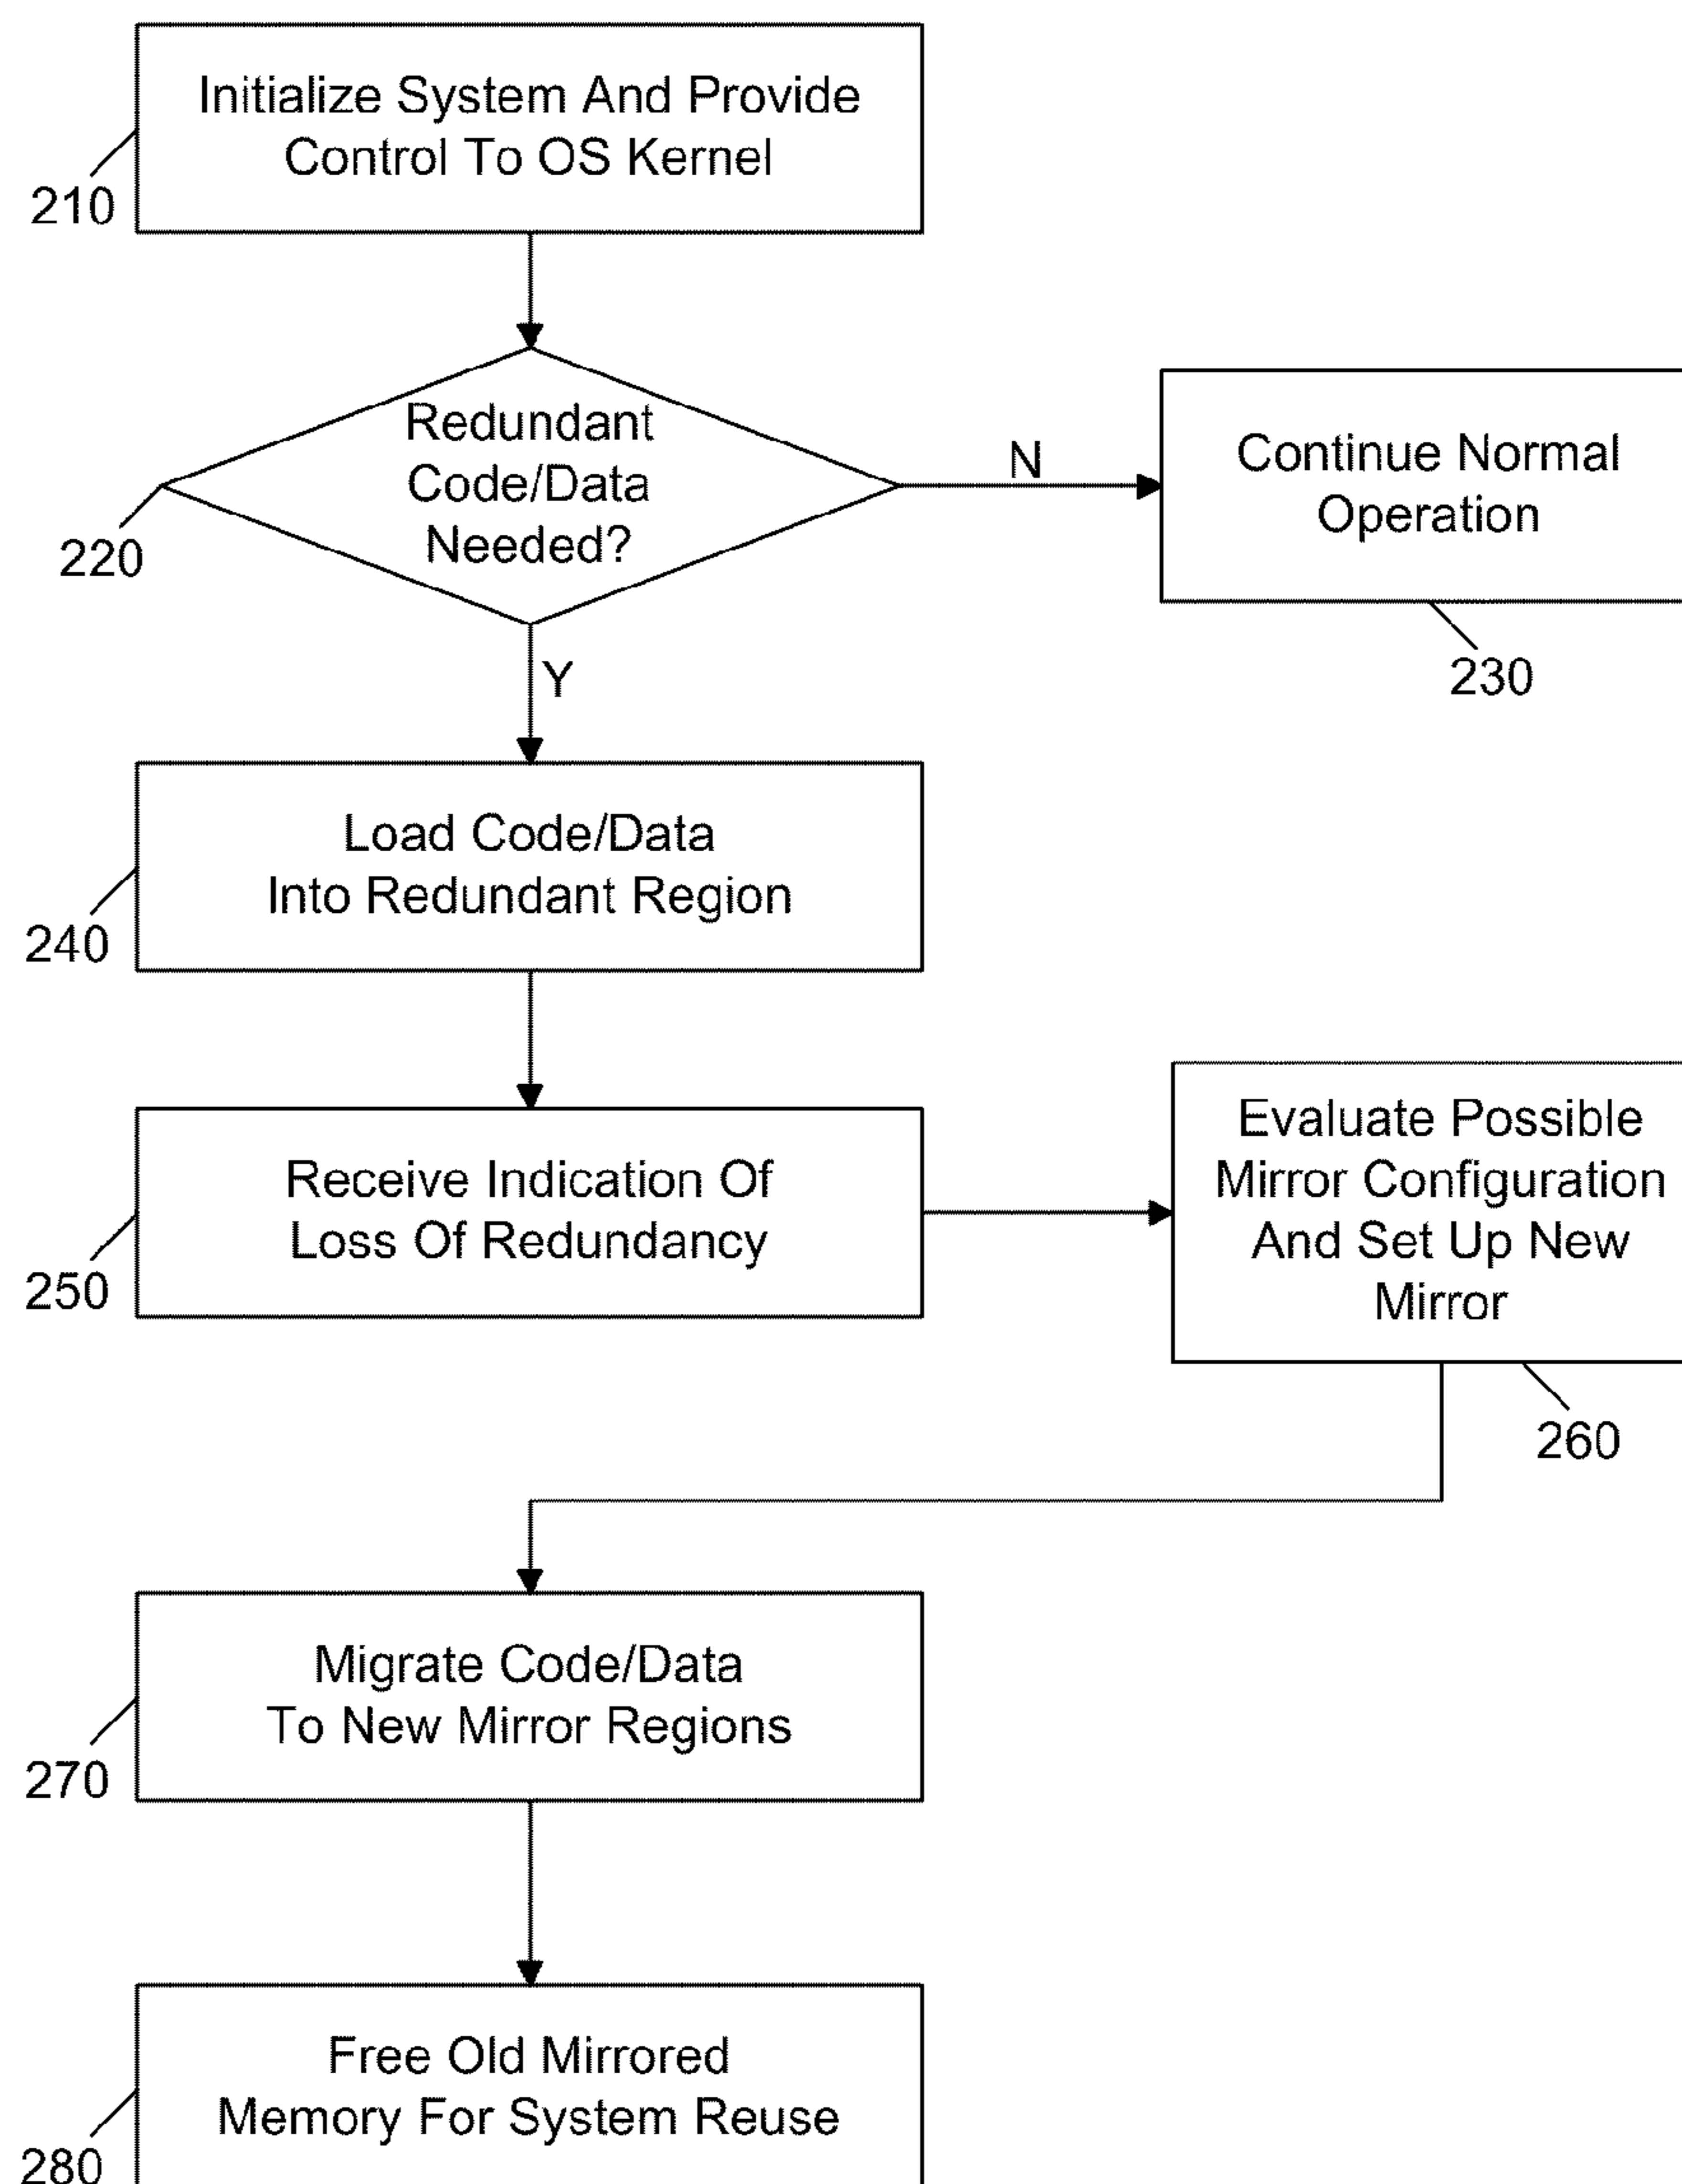 Initialize System And Provide
Control To OS Kernel
210
Redundant
Code/Data
Needed?
220
N
Continue Normal
Operation
230
Y
Load Code/Data
Into Redundant Region
240
Receive Indication Of
Loss Of Redundancy
250
Evaluate Possible
Mirror Configuration
And Set Up New
Mirror
260
Migrate Code/Data
To New Mirror Regions
270
Free Old Mirrored
Memory For System Reuse
280